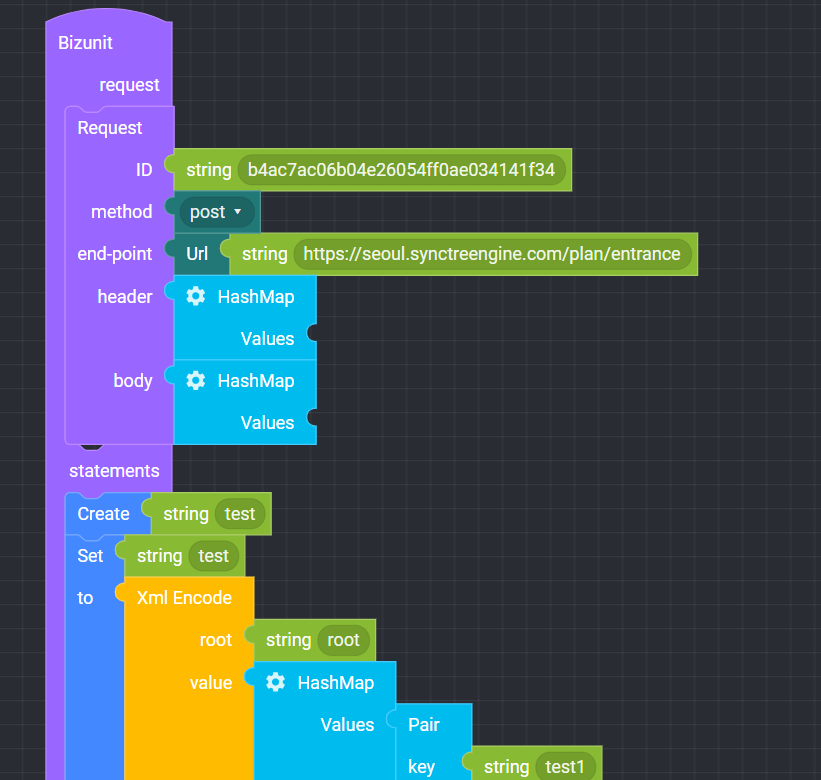 Bizunit
request
Request
ID string b4ac7ac06b04e26054ff0ae034141f34
method post
end-point Url string https://seoul.synctreengine.com/plan/entrance
header HashMap
Values
body HashMap
Values
statements
Create string test
Set string test
to Xml Encode
root string root
value HashMap
Values Pair
key string test1